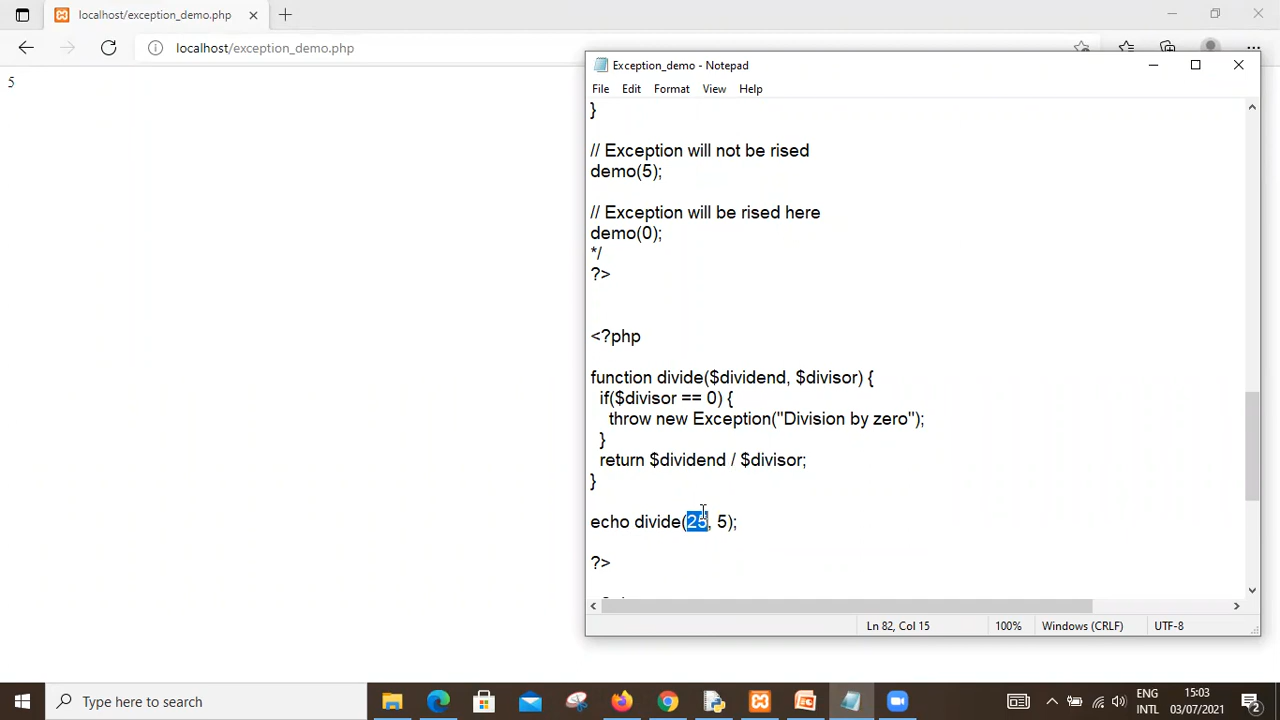 localhost/exception_demo.php
localhost/exception_demo.php
5
Exception_demo - Notepad
File Edit Format View Help
}
// Exception will not be rised
demo(5);
// Exception will be rised here
demo(0);
*/
?>
<?php
function divide($dividend, $divisor) {
if($divisor == 0) {
throw new Exception("Division by zero");
}
return $dividend / $divisor;
}
echo divide(25, 5);
?>
Ln 82, Col 15 100% Windows (CRLF) UTF-8
Type here to search
ENG
INTL
15:03
03/07/2021
2